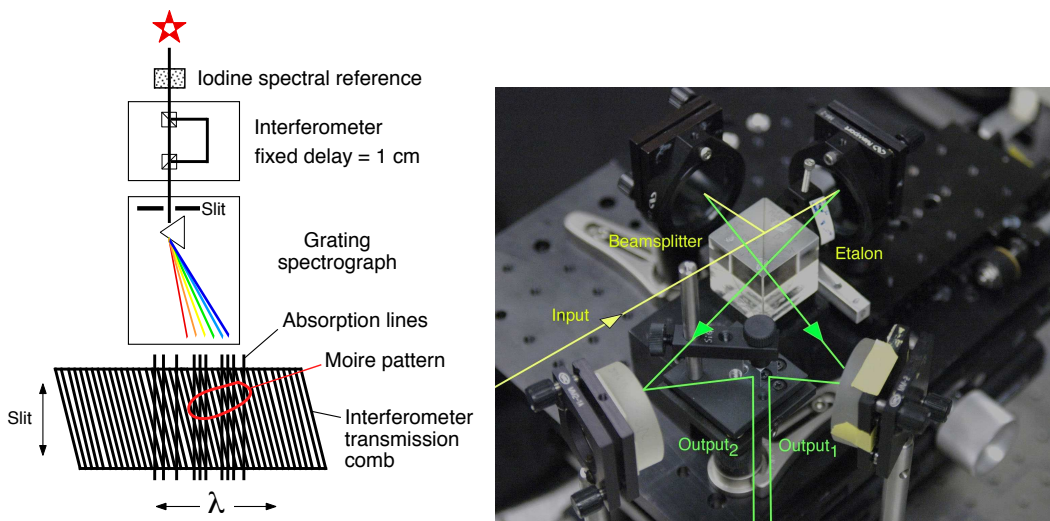 Iodine spectral reference
Interferometer
fixed delay = 1 cm
Slit
Grating
spectrograph
Absorption lines
Moire pattern
Slit
Interferometer
transmission
comb
λ
Beamsplitter
Etalon
Input
Output2
Output1